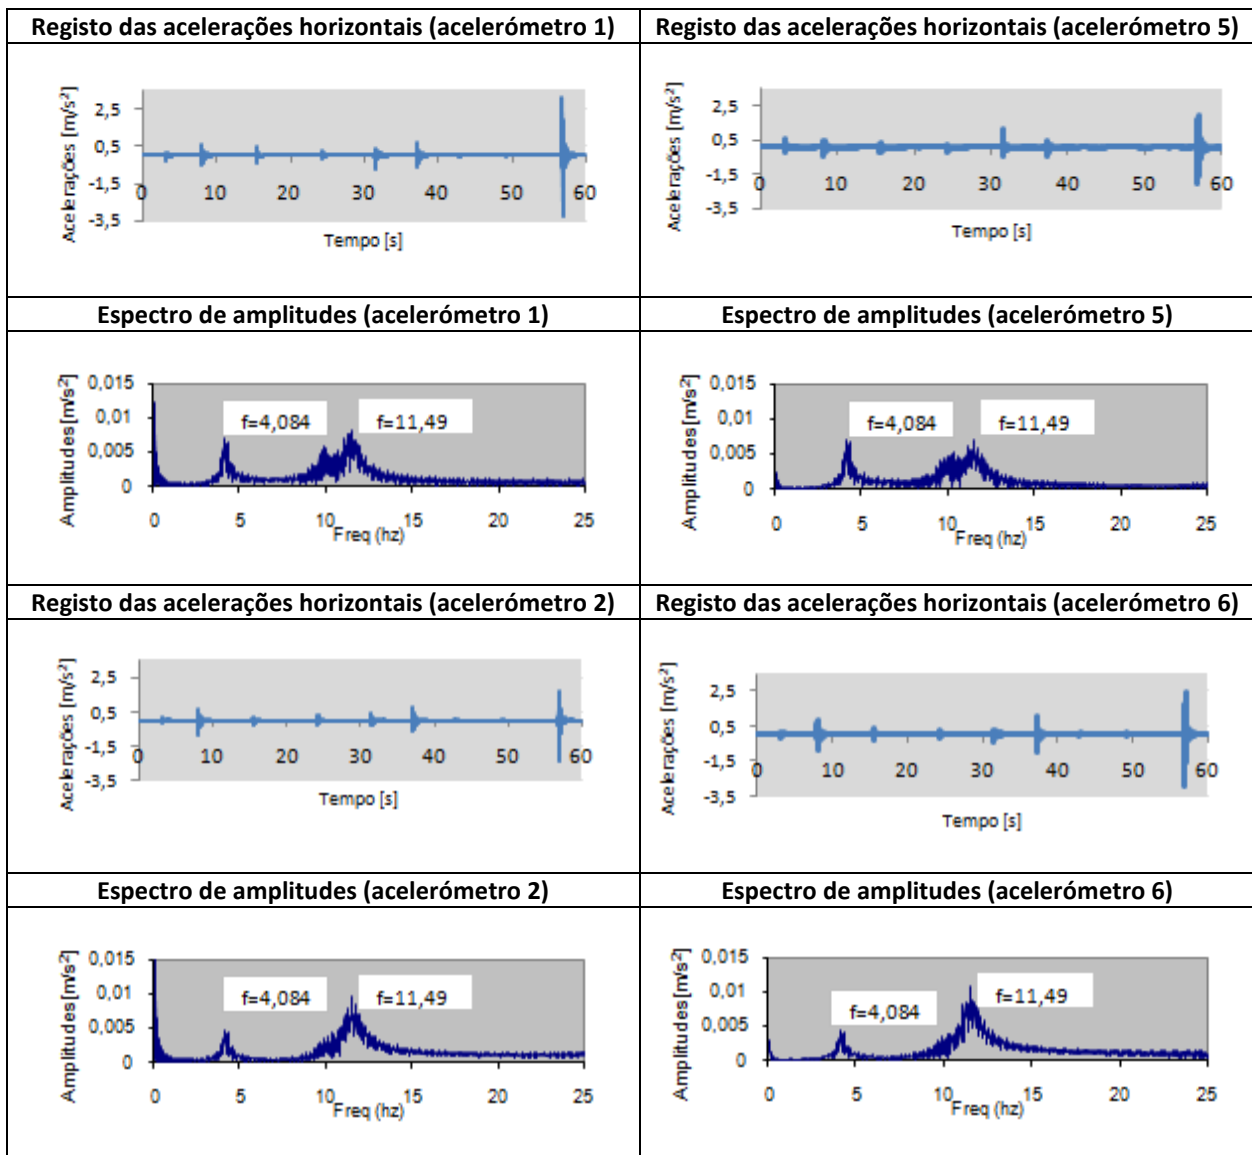 Registo das acelerações horizontais (acelerómetro 1)
Registo das acelerações horizontais (acelerómetro 5)
Acelerações [m/s²]
2,5
0,5
-1,5
-3,5
0 10 20 30 40 50 60
Tempo [s]
Acelerações [m/s²]
2,5
0,5
-1,5
-3,5
0 10 20 30 40 50 60
Tempo [s]
Espectro de amplitudes (acelerómetro 1)
Espectro de amplitudes (acelerómetro 5)
Amplitudes[m/s²]
0,015
0,01
0,005
0
f=4,084 f=11,49
0 5 10 15 20 25
Freq (hz)
Amplitudes[m/s²]
0,015
0,01
0,005
0
f=4,084 f=11,49
0 5 10 15 20 25
Freq (hz)
Registo das acelerações horizontais (acelerómetro 2)
Registo das acelerações horizontais (acelerómetro 6)
Acelerações [m/s²]
2,5
0,5
-1,5
-3,5
0 10 20 30 40 50 60
Tempo [s]
Acelerações [m/s²]
2,5
0,5
-1,5
-3,5
0 10 20 30 40 50 60
Tempo [s]
Espectro de amplitudes (acelerómetro 2)
Espectro de amplitudes (acelerómetro 6)
Amplitudes[m/s²]
0,015
0,01
0,005
0
f=4,084 f=11,49
0 5 10 15 20 25
Freq (hz)
Amplitudes[m/s²]
0,015
0,01
0,005
0
f=4,084 f=11,49
0 5 10 15 20 25
Freq (hz)